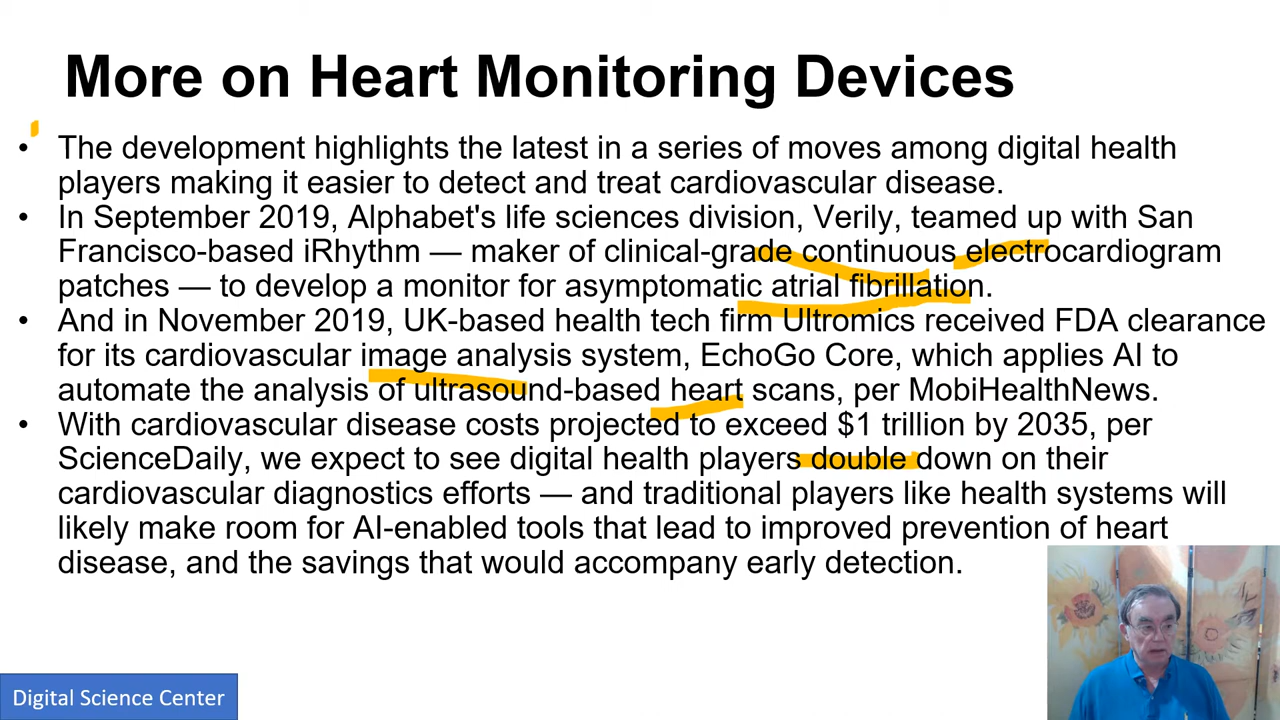 More on Heart Monitoring Devices
• The development highlights the latest in a series of moves among digital health
players making it easier to detect and treat cardiovascular disease.
• In September 2019, Alphabet's life sciences division, Verily, teamed up with San
Francisco-based iRhythm — maker of clinical-grade continuous electrocardiogram
patches — to develop a monitor for asymptomatic atrial fibrillation.
• And in November 2019, UK-based health tech firm Ultromics received FDA clearance
for its cardiovascular image analysis system, EchoGo Core, which applies AI to
automate the analysis of ultrasound-based heart scans, per MobiHealthNews.
• With cardiovascular disease costs projected to exceed $1 trillion by 2035, per
ScienceDaily, we expect to see digital health players double down on their
cardiovascular diagnostics efforts — and traditional players like health systems will
likely make room for AI-enabled tools that lead to improved prevention of heart
disease, and the savings that would accompany early detection.
Digital Science Center